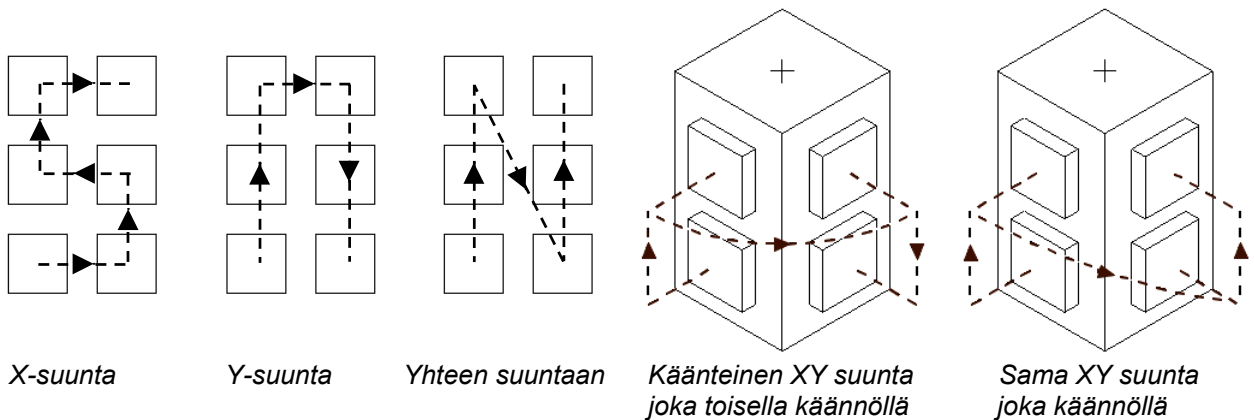 X-suunta
Y-suunta
Yhteen suuntaan
Käänteinen XY suunta
joka toisella käännöllä
Sama XY suunta
joka käännöllä